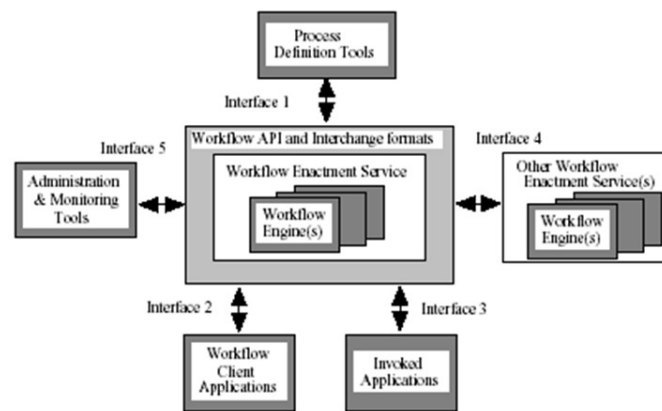 Process
Definition Tools
Interface 1
Workflow API and Interchange formats
Interface 5
Interface 4
Workflow Enactment Service
Workflow
Engine(s)
Administration
& Monitoring
Tools
Other Workflow
Enactment Service(s)
Workflow
Engine(s)
Interface 2
Interface 3
Workflow
Client
Applications
Invoked
Applications